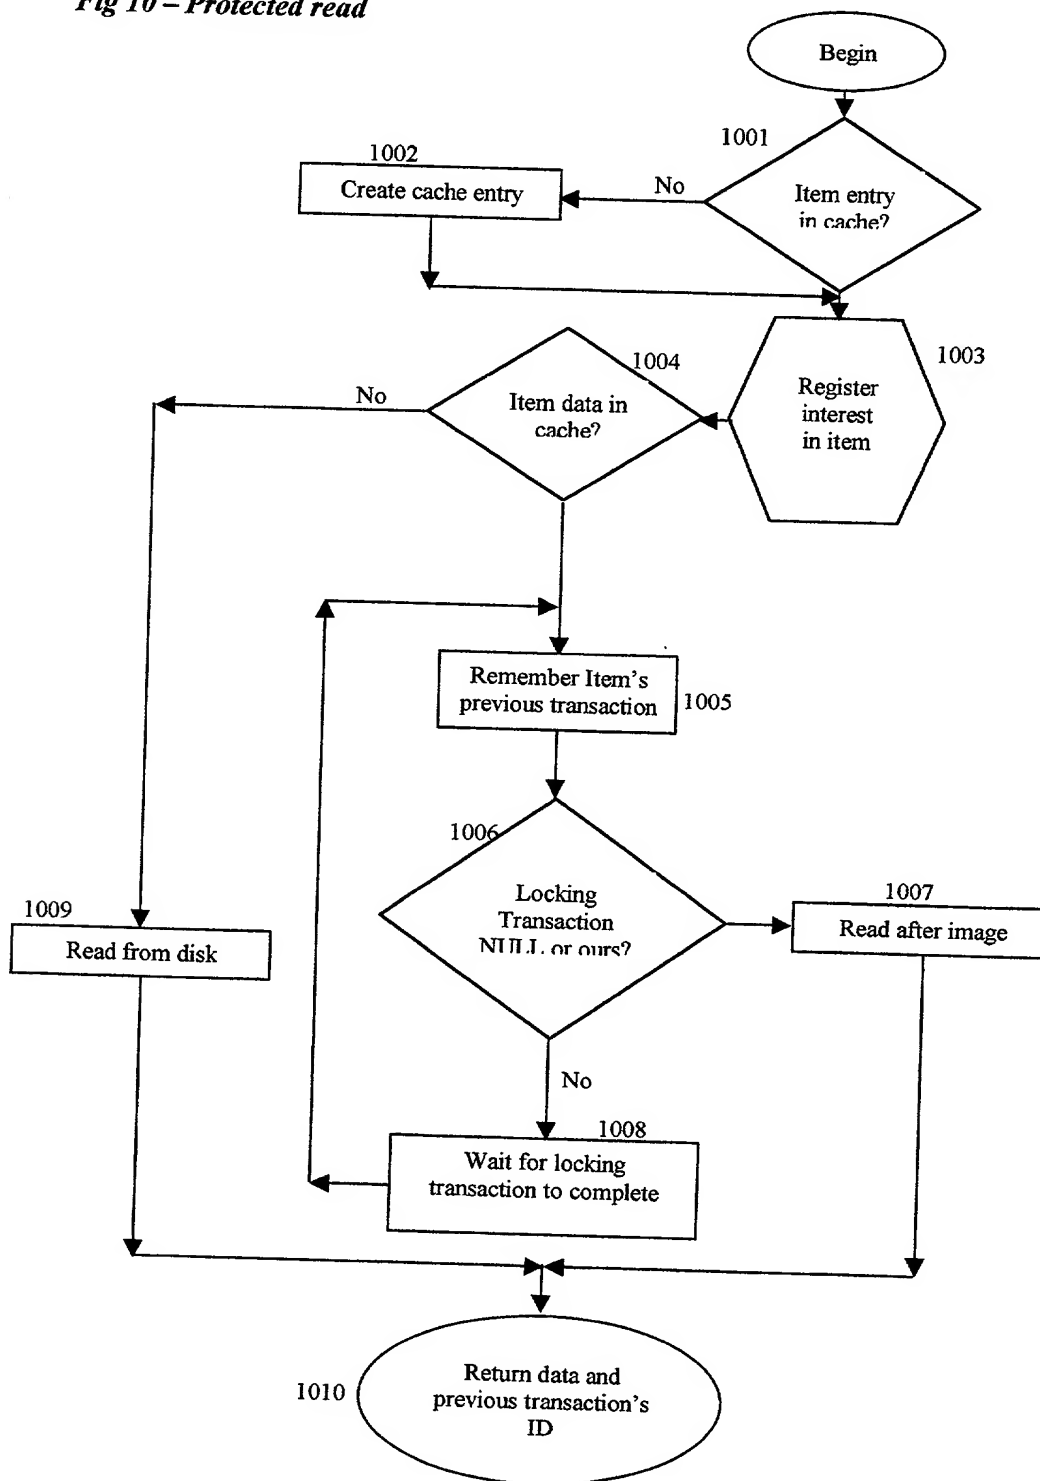 Fig 10 – Protected read
Begin
1001
Item entry
in cache?
No
1002
Create cache entry
1003
Register
interest
in item
1004
Item data in
cache?
No
Remember Item's
previous transaction
1005
1006
Locking
Transaction
NULL or ours?
1007
Read after image
No
1008
Wait for locking
transaction to complete
1009
Read from disk
1010
Return data and
previous transaction's
ID